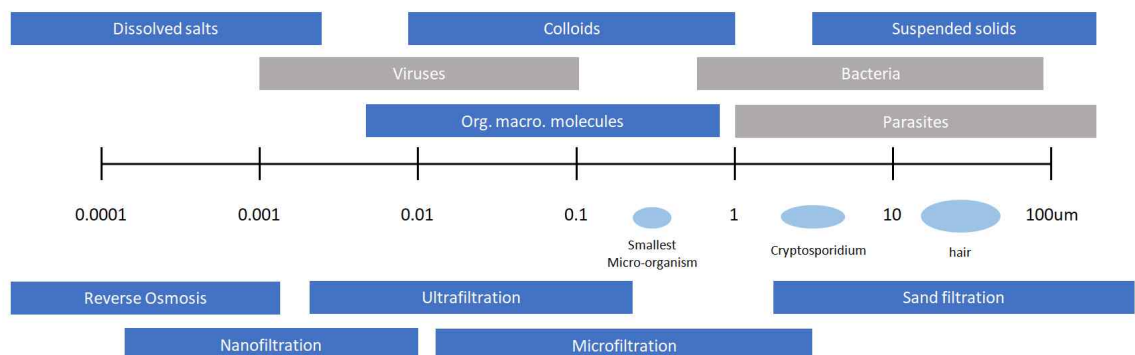 Dissolved salts
Colloids
Suspended solids
Viruses
Bacteria
Org. macro. molecules
Parasites
0.0001
0.001
0.01
0.1
1
10
100um
Smallest
Micro-organism
Cryptosporidium
hair
Reverse Osmosis
Ultrafiltration
Sand filtration
Nanofiltration
Microfiltration